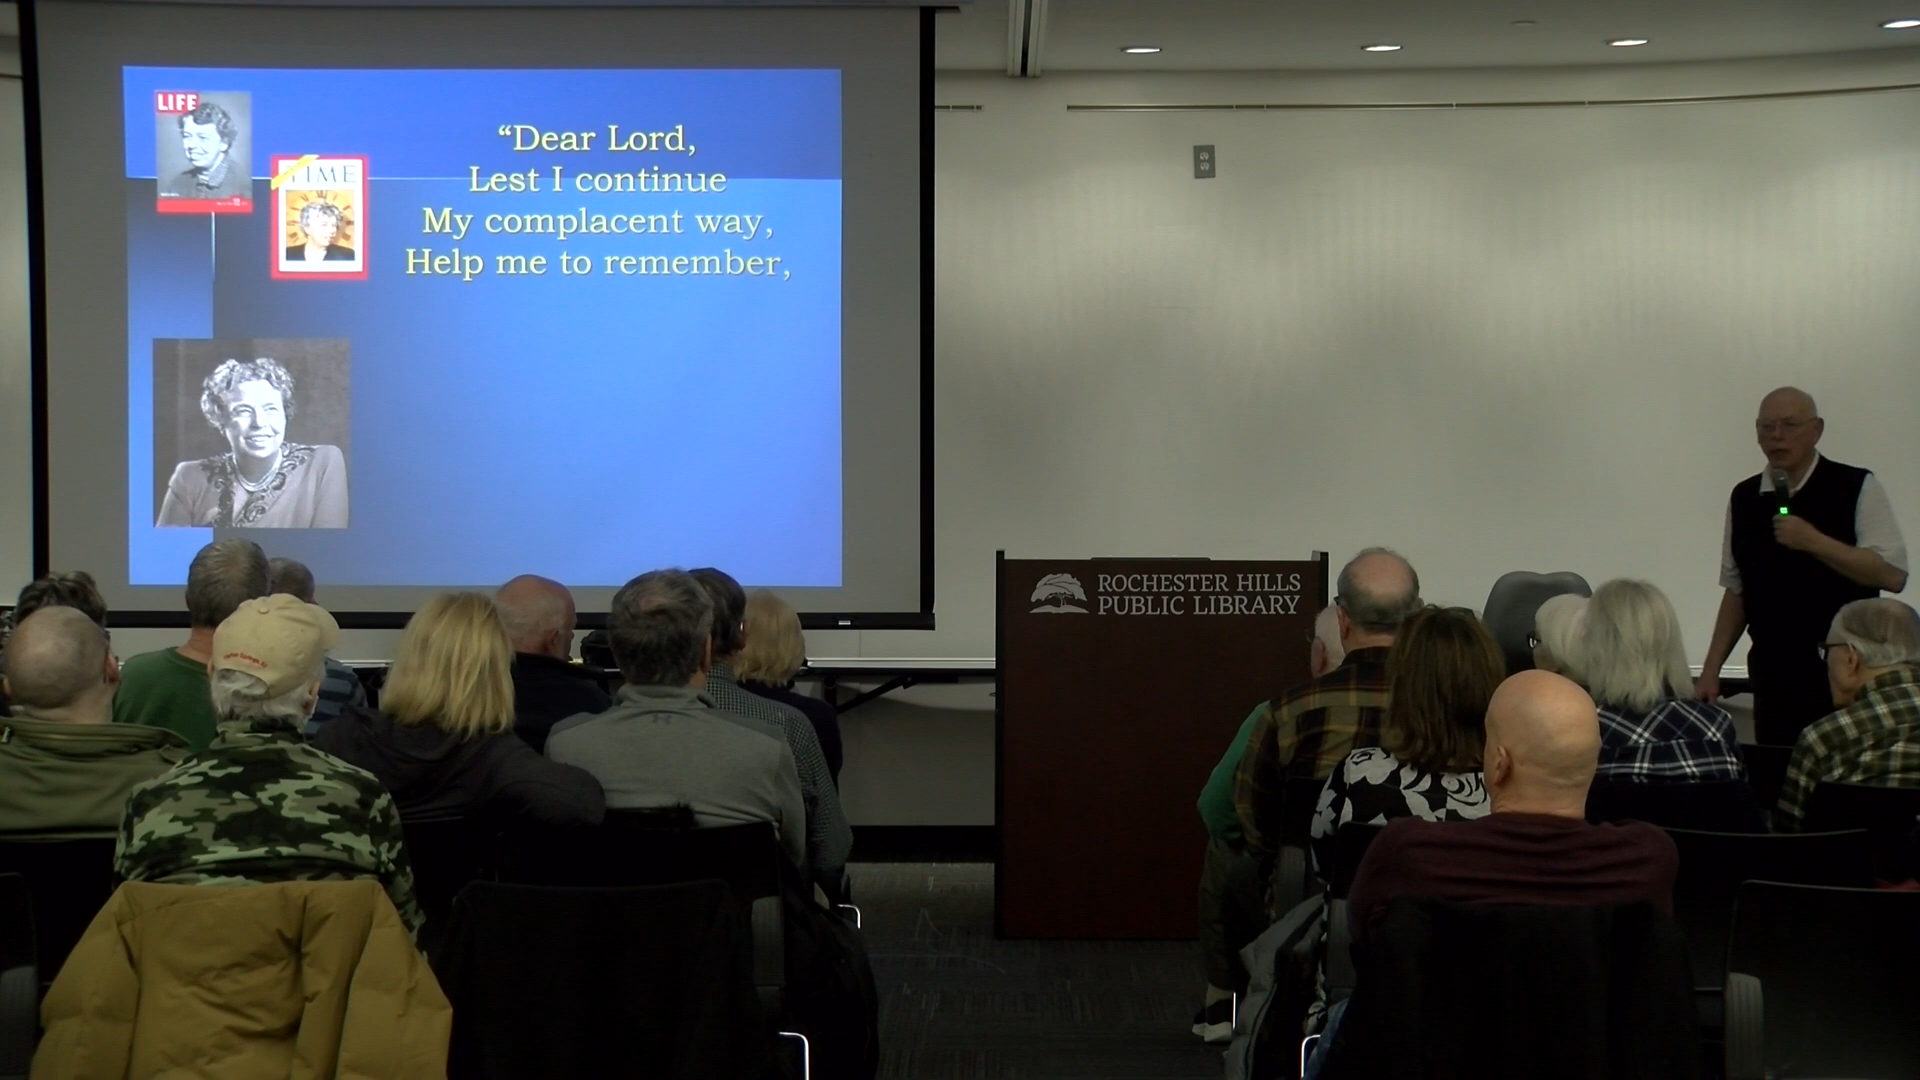 LIFE
TIME
“Dear Lord,
Lest I continue
My complacent way,
Help me to remember,
ROCHESTER HILLS
PUBLIC LIBRARY